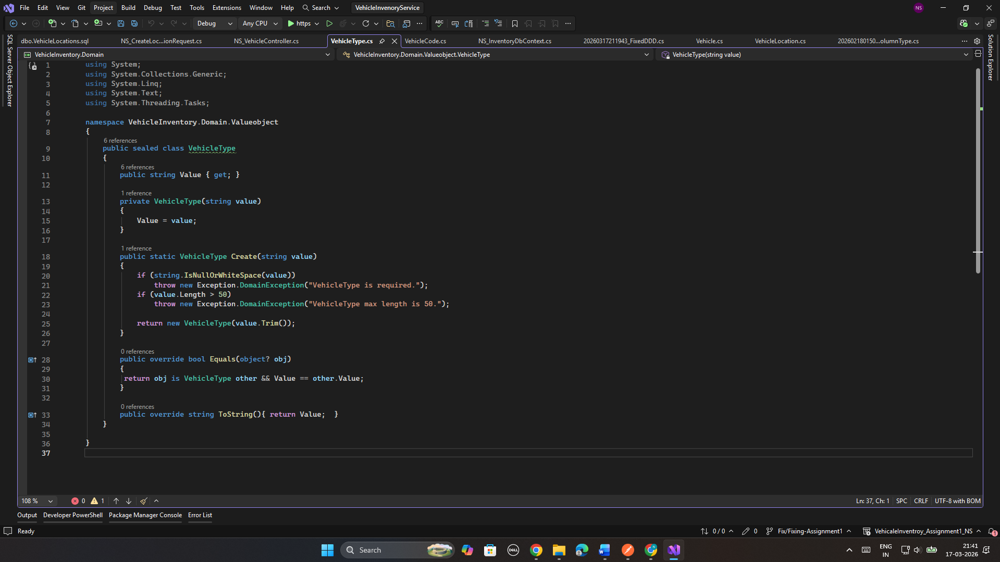 File Edit View Git Project Build Debug Test Tools Extensions Window Help Search VehicleInvenoryService NS
Debug Any CPU https
dbo.VehicleLocations.sql NS_CreateLoc...ionRequest.cs NS_VehicleController.cs VehicleType.cs VehicleCode.cs NS_InventoryDbContext.cs 20260317211943_FixedDDD.cs Vehicle.cs VehicleLocation.cs 202602180150...olumnType.cs
SQL Server Object Explorer
Solution Explorer
VehicleInventory.Domain VehicleInventory.Domain.Valueobject.VehicleType VehicleType(string value)
1 using System;
2 using System.Collections.Generic;
3 using System.Linq;
4 using System.Text;
5 using System.Threading.Tasks;
6
7 namespace VehicleInventory.Domain.Valueobject
8 {
6 references
9 public sealed class VehicleType
10 {
6 references
11 public string Value { get; }
12
1 reference
13 private VehicleType(string value)
14 {
15 Value = value;
16 }
17
1 reference
18 public static VehicleType Create(string value)
19 {
20 if (string.IsNullOrWhiteSpace(value))
21 throw new Exception.DomainException("VehicleType is required.");
22 if (value.Length > 50)
23 throw new Exception.DomainException("VehicleType max length is 50.");
24
25 return new VehicleType(value.Trim());
26 }
27
0 references
28 public override bool Equals(object? obj)
29 {
30 return obj is VehicleType other && Value == other.Value;
31 }
32
0 references
33 public override string ToString(){ return Value; }
34 }
35
36 }
37
108 % 0 1 Ln: 37, Ch: 1 SPC CRLF UTF-8 with BOM
Output Developer PowerShell Package Manager Console Error List
Ready 0 / 0 0 Fix/Fixing-Assignment1 VehicaleInventroy_Assignment1_NS 1
Search DELL ENG IN 21:41 17-03-2026